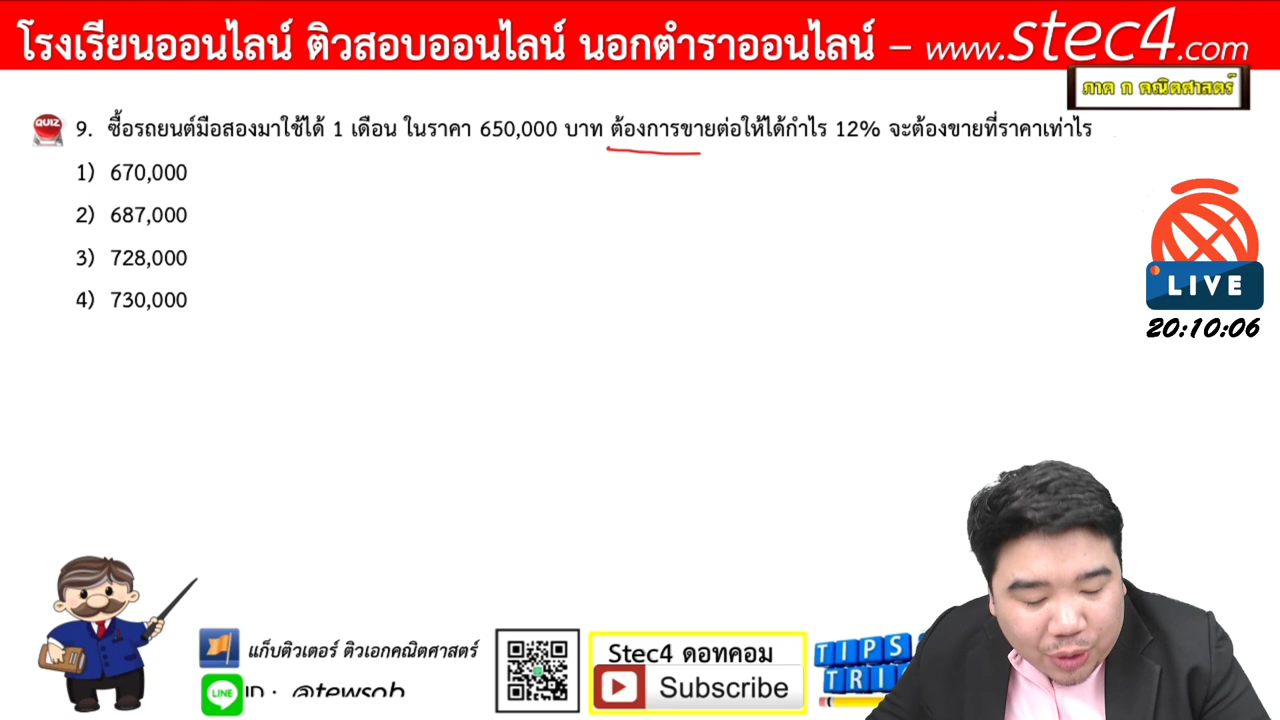 โรงเรียนออนไลน์ ติวสอบออนไลน์ นอกตำราออนไลน์ – www.stec4.com
ภาค ก คณิตศาสตร์
QUIZ
9. ซื้อรถยนต์มือสองมาใช้ได้ 1 เดือน ในราคา 650,000 บาท ต้องการขายต่อให้ได้กำไร 12% จะต้องขายที่ราคาเท่าไร
1) 670,000
2) 687,000
3) 728,000
4) 730,000
LIVE
20:10:06
แก็บติวเตอร์ ติวเอกคณิตศาสตร์
LINE
ID : @tewsob
Stec4 ดอทคอม
Subscribe
TIPS